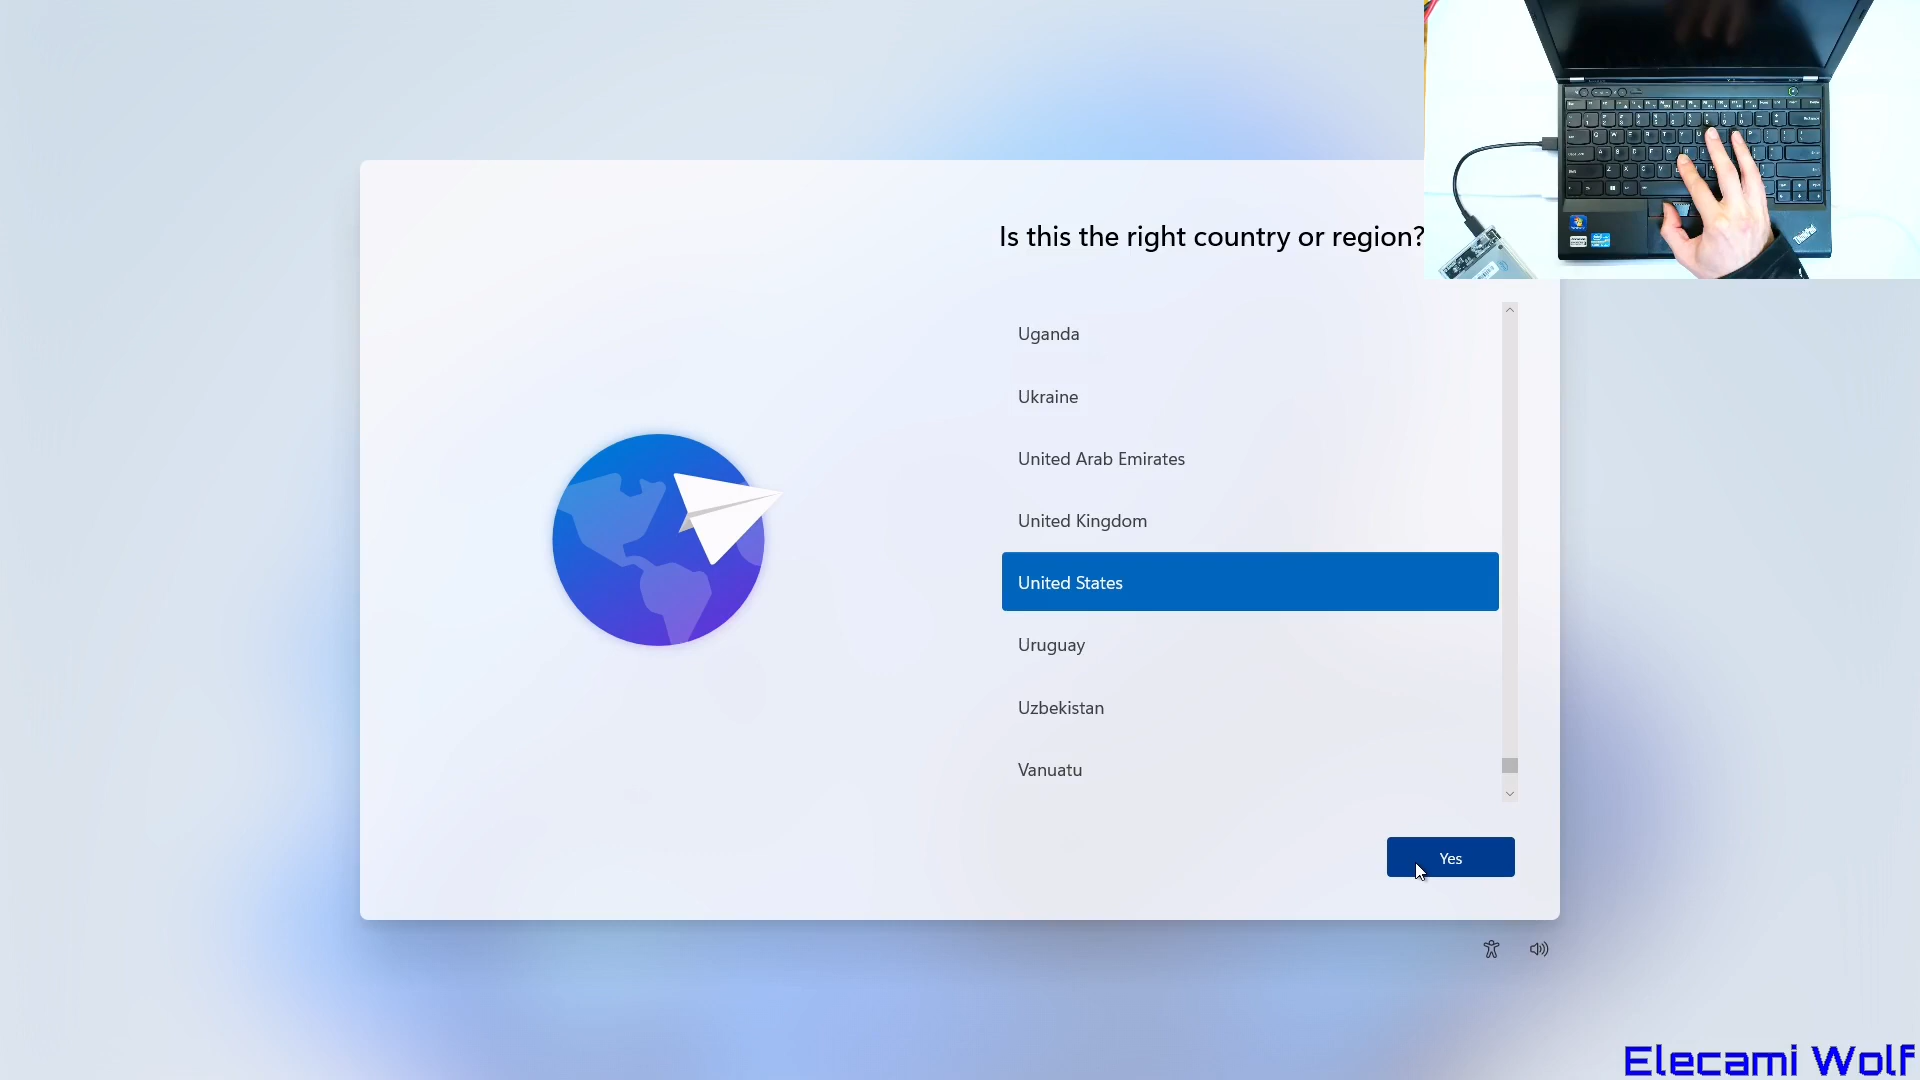 Is this the right country or region?
Uganda
Ukraine
United Arab Emirates
United Kingdom
United States
Uruguay
Uzbekistan
Vanuatu
Yes
ThinkPad
Elecami Wolf